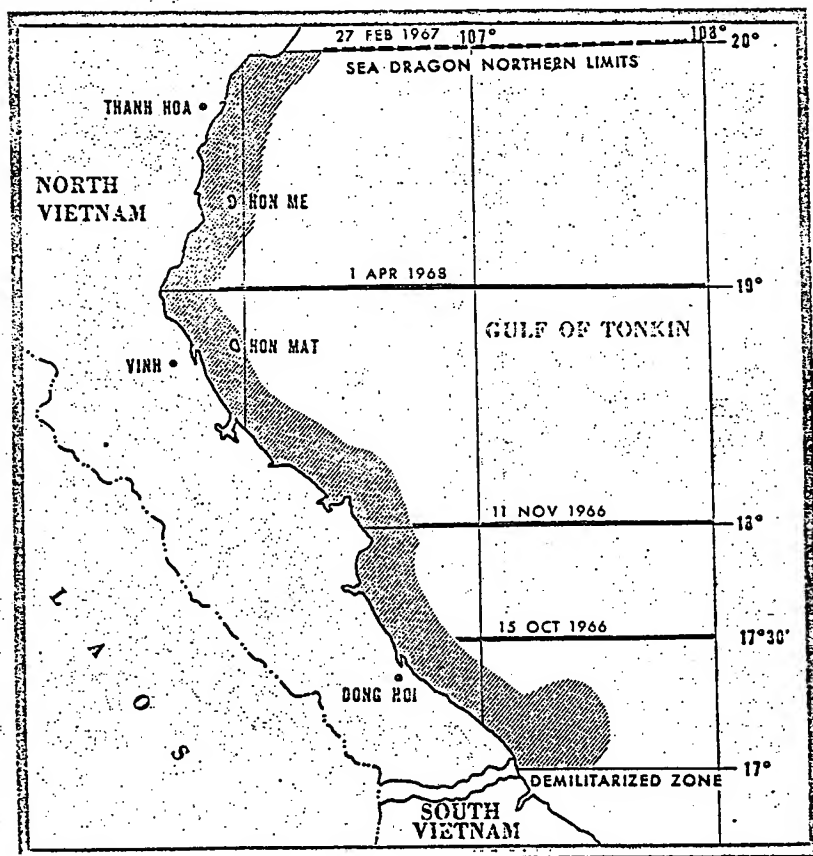 27 FEB 1967
107°
108°
20°
SEA DRAGON NORTHERN LIMITS
THANH HOA
NORTH
VIETNAM
HON ME
1 APR 1968
19°
GULF OF TONKIN
HON MAT
VINH
11 NOV 1966
18°
15 OCT 1966
17°30'
LAOS
DONG HOI
17°
DEMILITARIZED ZONE
SOUTH
VIETNAM